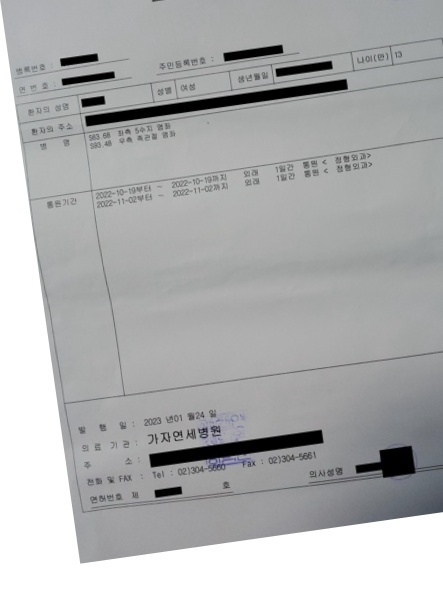 병록번호 :
주민등록번호 :
연 번 호 :
환자의 성명 성별 여성 생년월일 나이(만) 13
환자의 주소
병 명 S63.68 좌측 5수지 염좌
S93.48 우측 족관절 염좌
통원기간 2022-10-19부터 ~ 2022-10-19까지 외래 1일간 통원 < 정형외과>
2022-11-02부터 ~ 2022-11-02까지 외래 1일간 통원 < 정형외과>
발 행 일 : 2023 년01 월24 일
의료 기관 : 가자연세병원
주 소 :
전화 및 FAX : Tel : 02)304-5660 Fax : 02)304-5661
면허번호 제 호 의사성명